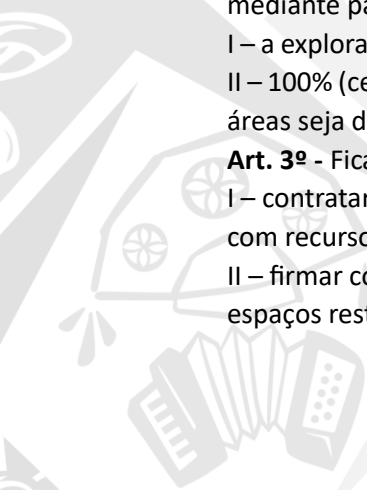 mediante pa
I – a explora
II – 100% (ce
áreas seja d
Art. 3º - Fica
I – contratar
com recurso
II – firmar co
espaços rest